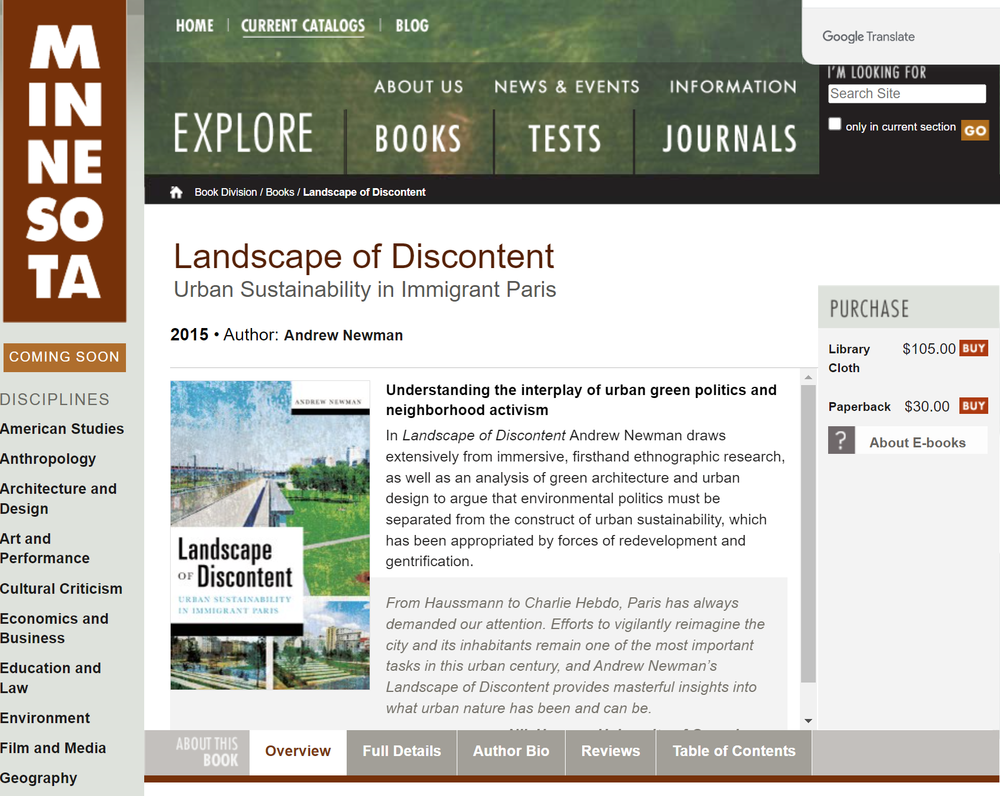 M
IN
NE
SO
TA
COMING SOON
DISCIPLINES
American Studies
Anthropology
Architecture and
Design
Art and
Performance
Cultural Criticism
Economics and
Business
Education and
Law
Environment
Film and Media
Geography
HOME | CURRENT CATALOGS | BLOG
Google Translate
ABOUT US NEWS & EVENTS INFORMATION
EXPLORE BOOKS TESTS JOURNALS
I'M LOOKING FOR
Search Site
only in current section GO
Book Division / Books / Landscape of Discontent
Landscape of Discontent
Urban Sustainability in Immigrant Paris
2015 • Author: Andrew Newman
ANDREW NEWMAN
Landscape
OF Discontent
URBAN SUSTAINABILITY
IN IMMIGRANT PARIS
Understanding the interplay of urban green politics and
neighborhood activism
In Landscape of Discontent Andrew Newman draws
extensively from immersive, firsthand ethnographic research,
as well as an analysis of green architecture and urban
design to argue that environmental politics must be
separated from the construct of urban sustainability, which
has been appropriated by forces of redevelopment and
gentrification.
From Haussmann to Charlie Hebdo, Paris has always
demanded our attention. Efforts to vigilantly reimagine the
city and its inhabitants remain one of the most important
tasks in this urban century, and Andrew Newman’s
Landscape of Discontent provides masterful insights into
what urban nature has been and can be.
PURCHASE
Library
Cloth
$105.00 BUY
Paperback $30.00 BUY
? About E-books
ABOUT THIS
BOOK
Overview Full Details Author Bio Reviews Table of Contents